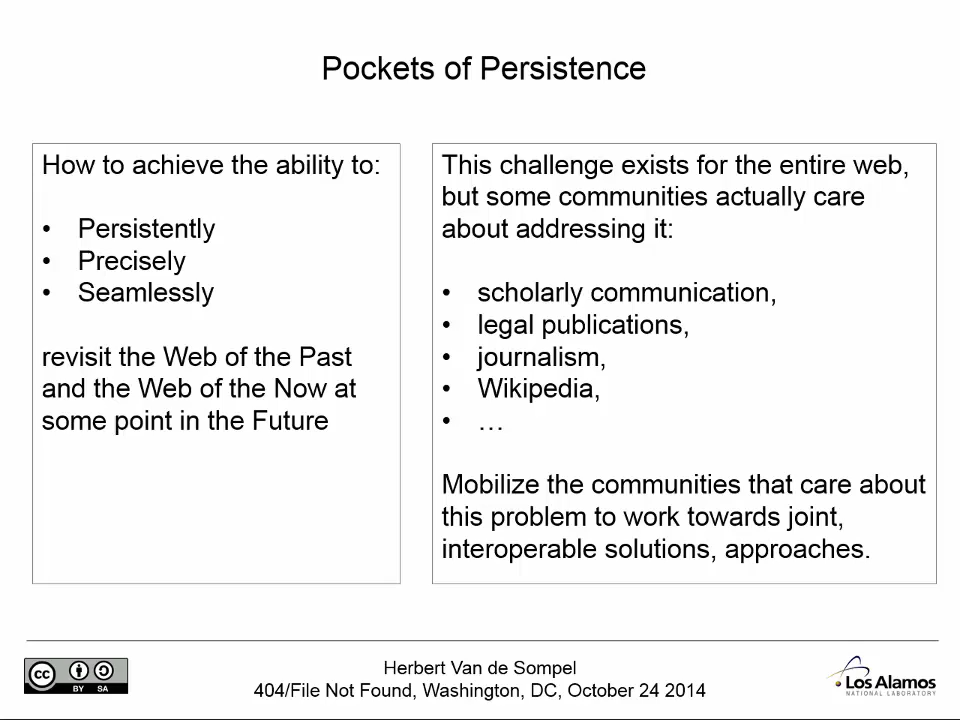 Pockets of Persistence
How to achieve the ability to:
• Persistently
• Precisely
• Seamlessly
revisit the Web of the Past
and the Web of the Now at
some point in the Future
This challenge exists for the entire web,
but some communities actually care
about addressing it:
• scholarly communication,
• legal publications,
• journalism,
• Wikipedia,
• …
Mobilize the communities that care about
this problem to work towards joint,
interoperable solutions, approaches.
cc
BY SA
Herbert Van de Sompel
404/File Not Found, Washington, DC, October 24 2014
Los Alamos
NATIONAL LABORATORY